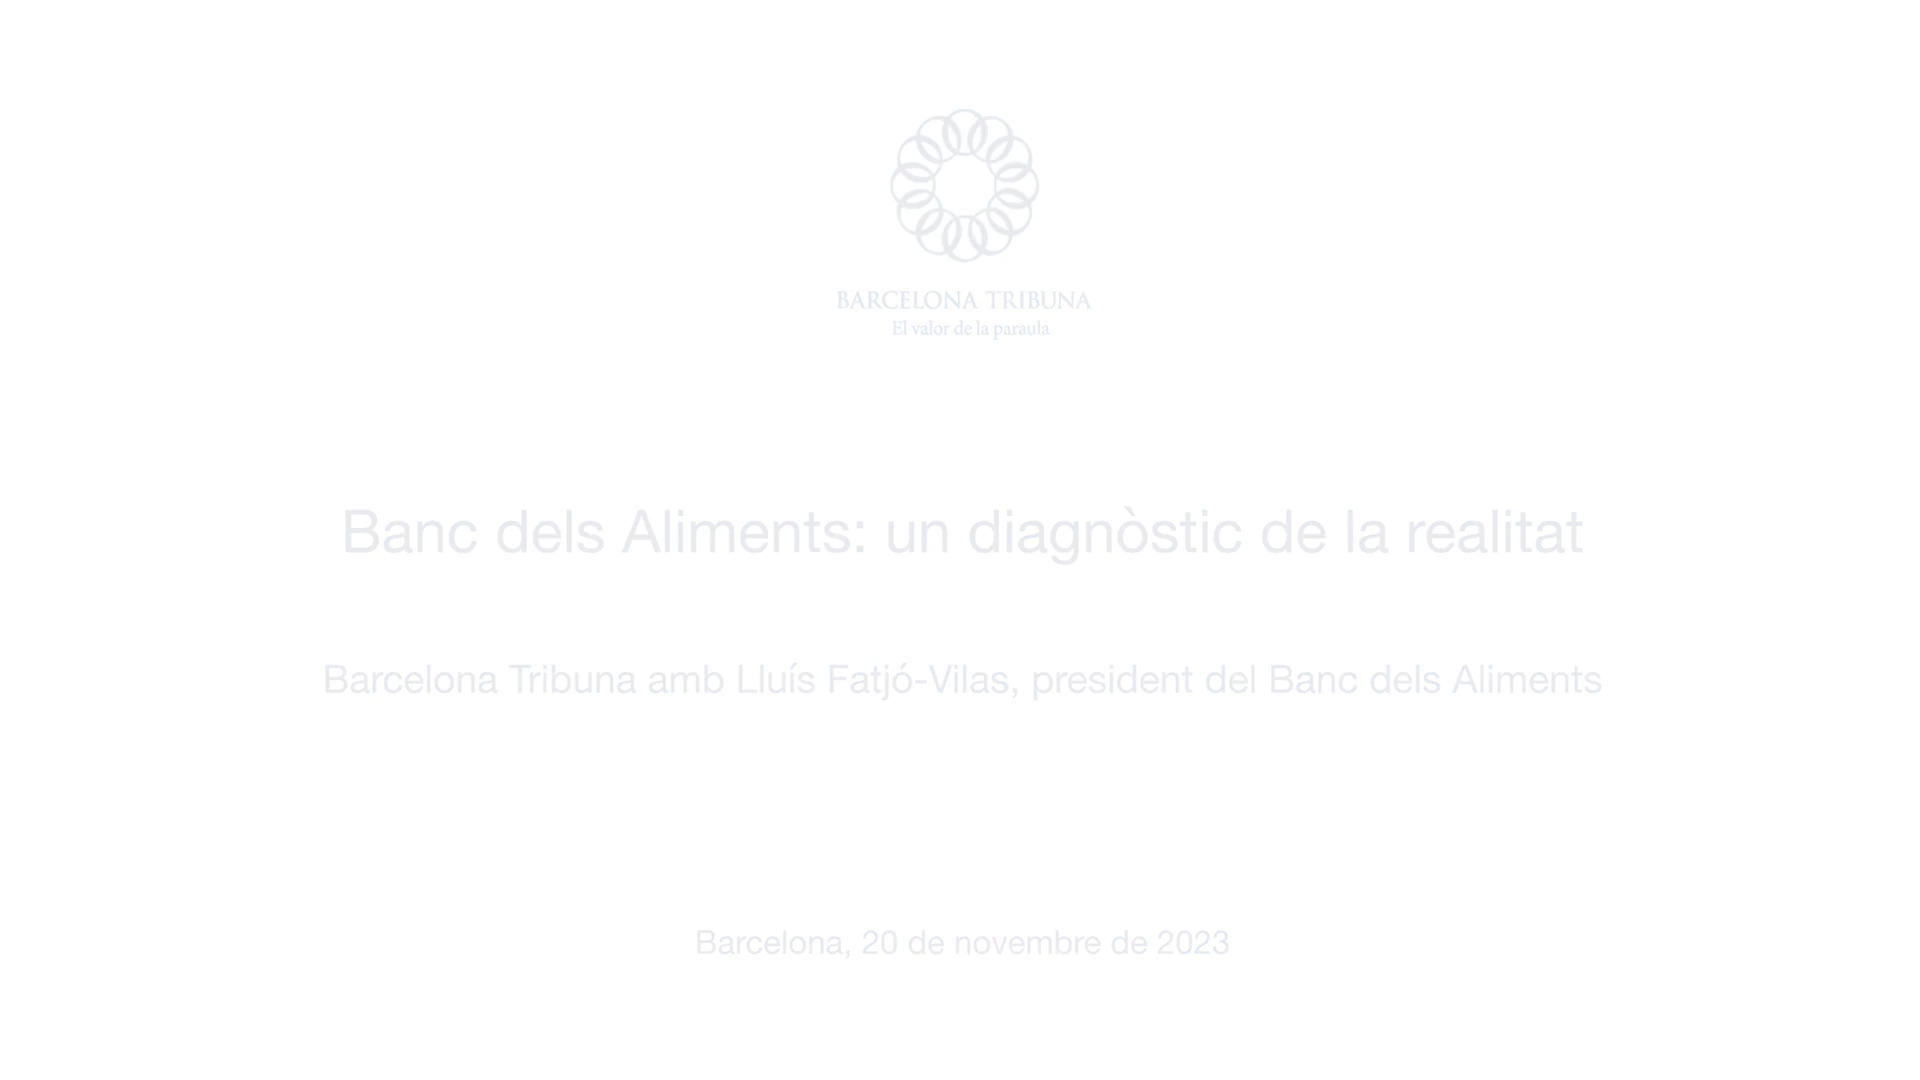 BARCELONA TRIBUNA
El valor de la paraula
Banc dels Aliments: un diagnòstic de la realitat
Barcelona Tribuna amb Lluís Fatjó-Vilas, president del Banc dels Aliments
Barcelona, 20 de novembre de 2023